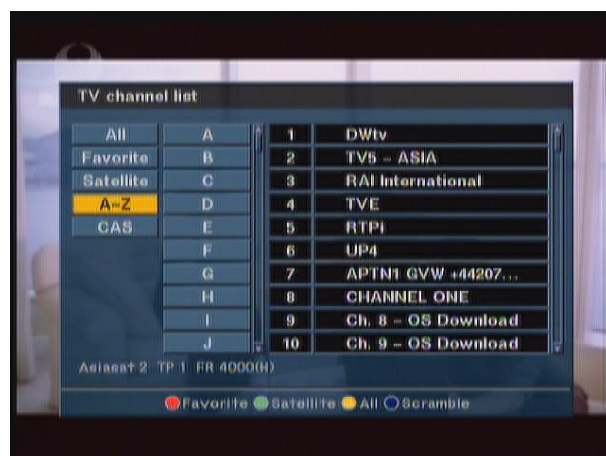 TV channel list
All A 1 DWtv
Favorite B 2 TV5 - ASIA
Satellite C 3 RAI International
A-Z D 4 TVE
CAS E 5 RTPi
F 6 UP4
G 7 APTN1 GVW +44207...
H 8 CHANNEL ONE
I 9 Ch. 8 - OS Download
J 10 Ch. 9 - OS Download
Asiasat 2 TP 1 FR 4000(H)
Favorite Satellite All Scramble